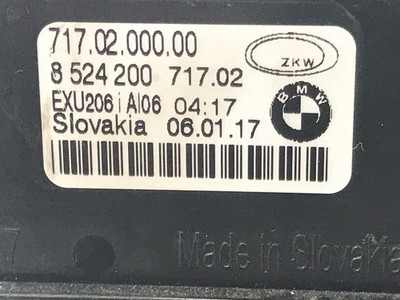 717.02.000.00
ZKW
8 524 200 717.02
EXU206 i AI06 04:17
BMW
Slovakia 06.01.17
7
Made in Slovakia